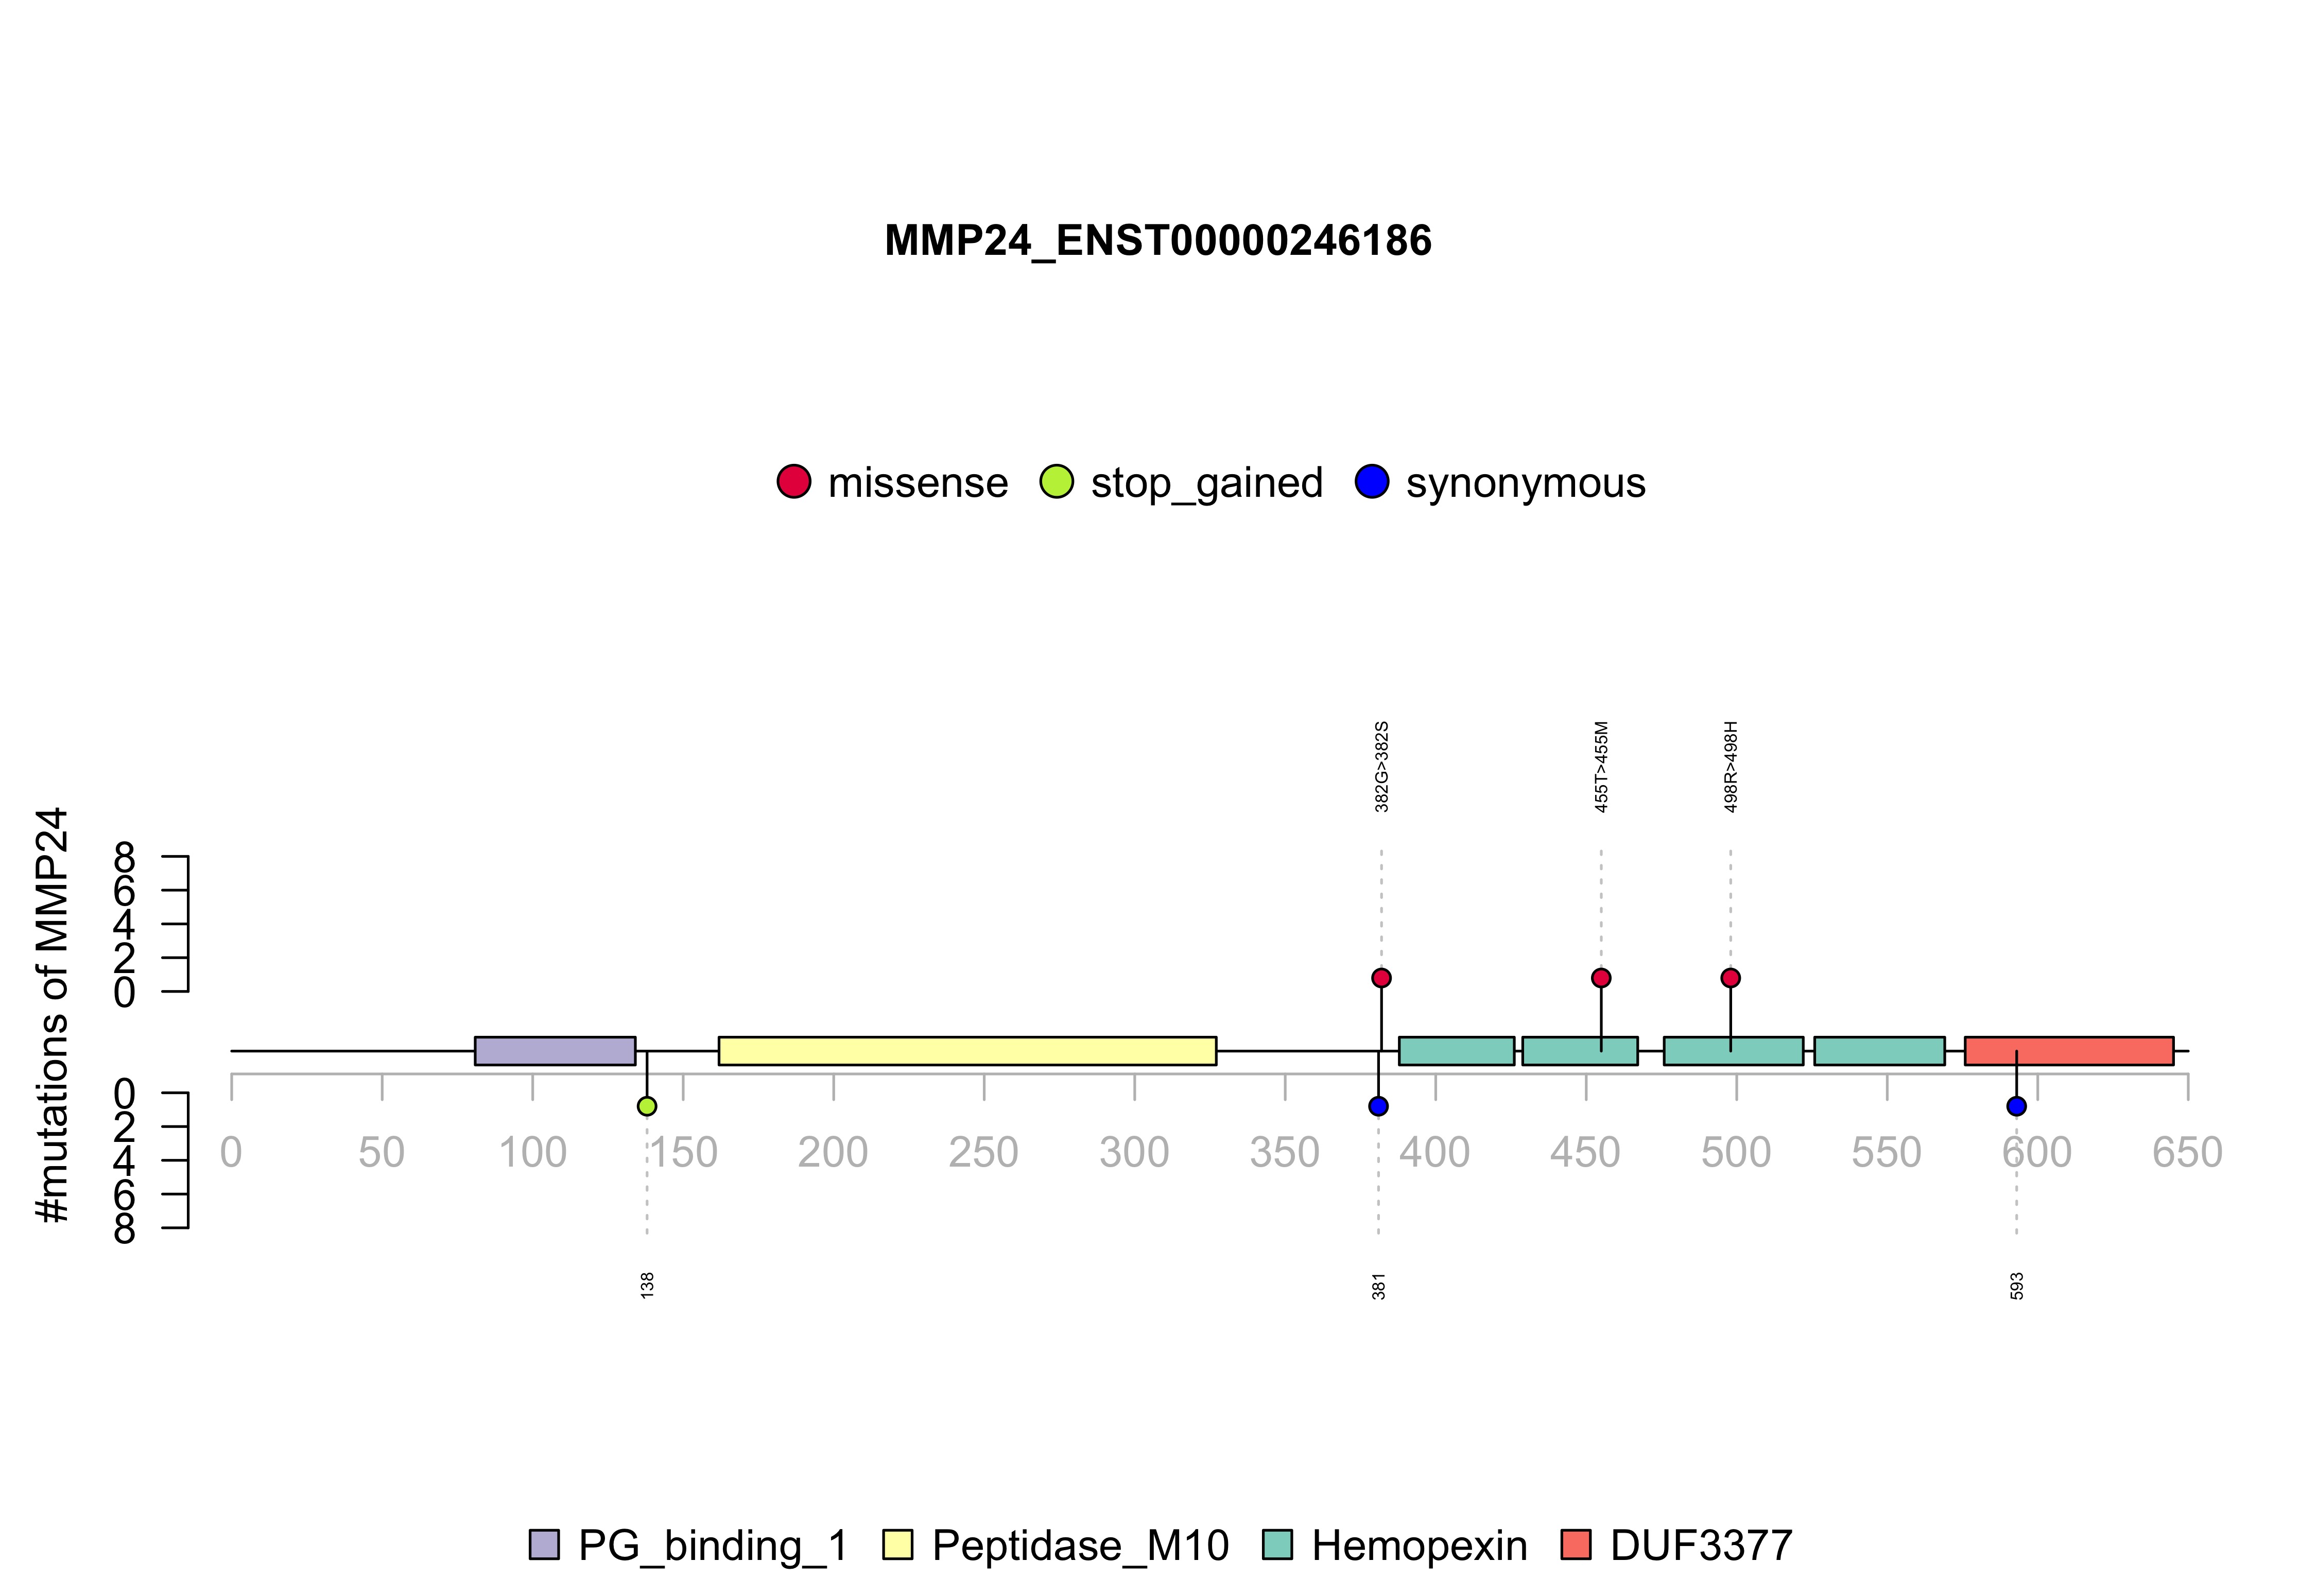 MMP24_ENST00000246186
missense stop_gained synonymous
382G>382S 455T>455M 498R>498H
#mutations of MMP24
8
6
4
2
0
0
2
4
6
8
0 50 100 150 200 250 300 350 400 450 500 550 600 650
138 381 593
PG_binding_1 Peptidase_M10 Hemopexin DUF3377